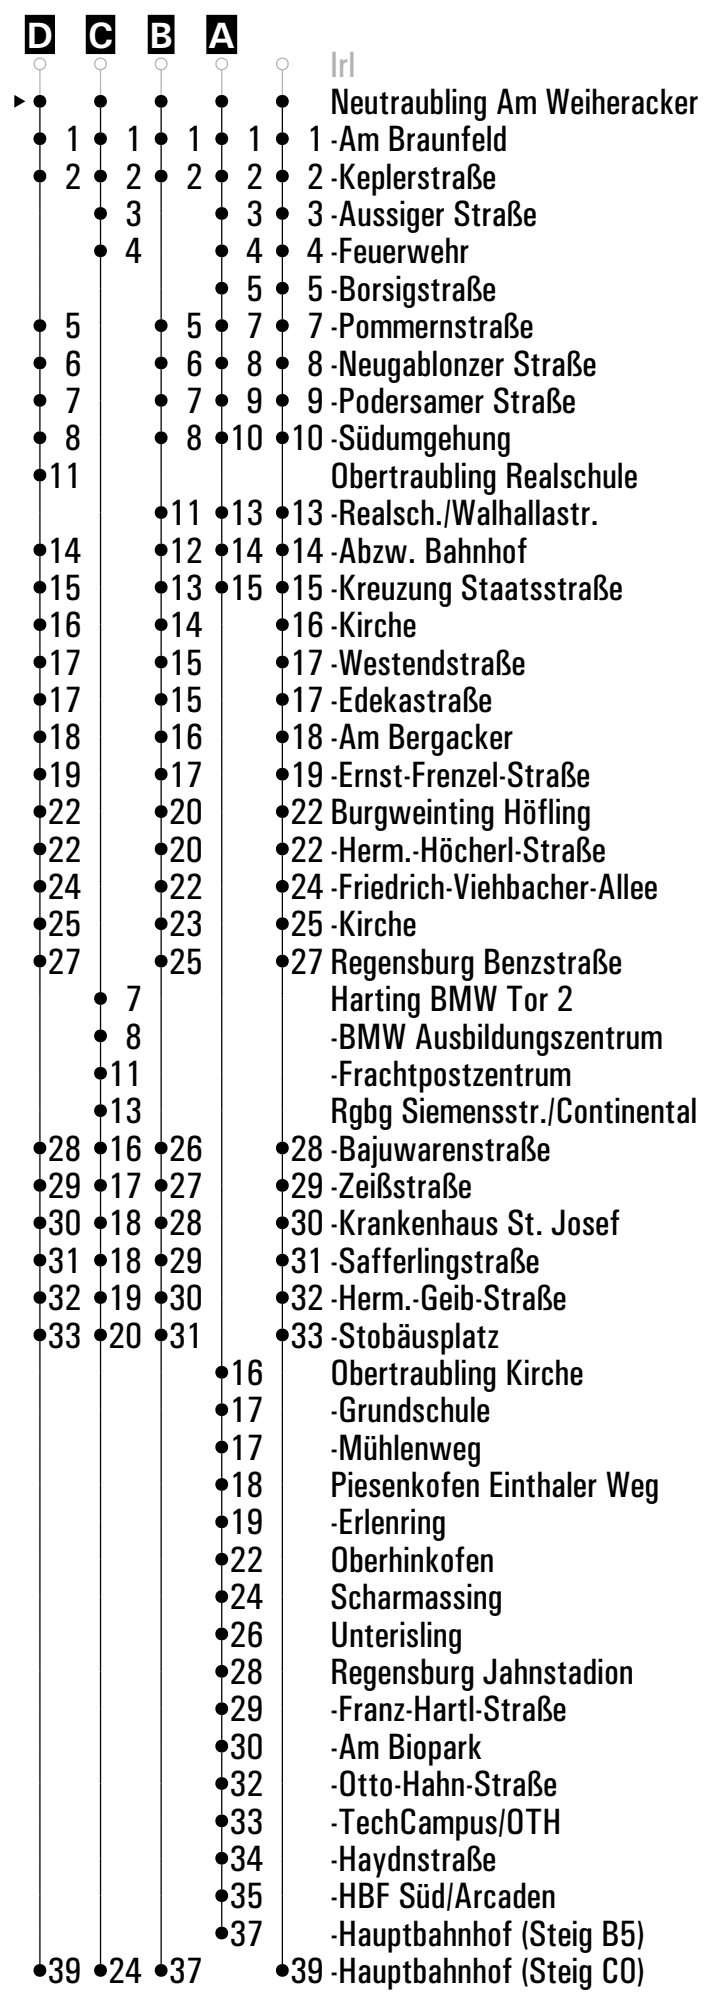 D C B A
Irl
Neutraubling Am Weiheracker
1 1 1 1 1 -Am Braunfeld
2 2 2 2 2 -Keplerstraße
3 3 3 -Aussiger Straße
4 4 4 -Feuerwehr
5 5 -Borsigstraße
5 5 7 7 -Pommernstraße
6 6 8 8 -Neugablonzer Straße
7 7 9 9 -Podersamer Straße
8 8 10 10 -Südumgehung
11 Obertraubling Realschule
11 13 13 -Realsch./Walhallastr.
14 12 14 14 -Abzw. Bahnhof
15 13 15 15 -Kreuzung Staatsstraße
16 14 16 -Kirche
17 15 17 -Westendstraße
17 15 17 -Edekastraße
18 16 18 -Am Bergacker
19 17 19 -Ernst-Frenzel-Straße
22 20 22 Burgweinting Höfling
22 20 22 -Herm.-Höcherl-Straße
24 22 24 -Friedrich-Viehbacher-Allee
25 23 25 -Kirche
27 25 27 Regensburg Benzstraße
7 Harting BMW Tor 2
8 -BMW Ausbildungszentrum
11 -Frachtpostzentrum
13 Rgbg Siemensstr./Continental
28 16 26 28 -Bajuwarenstraße
29 17 27 29 -Zeißstraße
30 18 28 30 -Krankenhaus St. Josef
31 18 29 31 -Safferlingstraße
32 19 30 32 -Herm.-Geib-Straße
33 20 31 33 -Stobäusplatz
16 Obertraubling Kirche
17 -Grundschule
17 -Mühlenweg
18 Piesenkofen Einthaler Weg
19 -Erlenring
22 Oberhinkofen
24 Scharmassing
26 Unterisling
28 Regensburg Jahnstadion
29 -Franz-Hartl-Straße
30 -Am Biopark
32 -Otto-Hahn-Straße
33 -TechCampus/OTH
34 -Haydnstraße
35 -HBF Süd/Arcaden
37 -Hauptbahnhof (Steig B5)
39 24 37 39 -Hauptbahnhof (Steig C0)